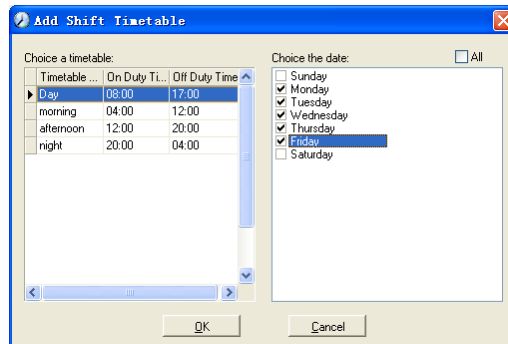 Add Shift Timetable
Choice a timetable:
Timetable ... On Duty Ti... Off Duty Time
Day 08:00 17:00
morning 04:00 12:00
afternoon 12:00 20:00
night 20:00 04:00
Choice the date:
All
Sunday
Monday
Tuesday
Wednesday
Thursday
Friday
Saturday
OK
Cancel